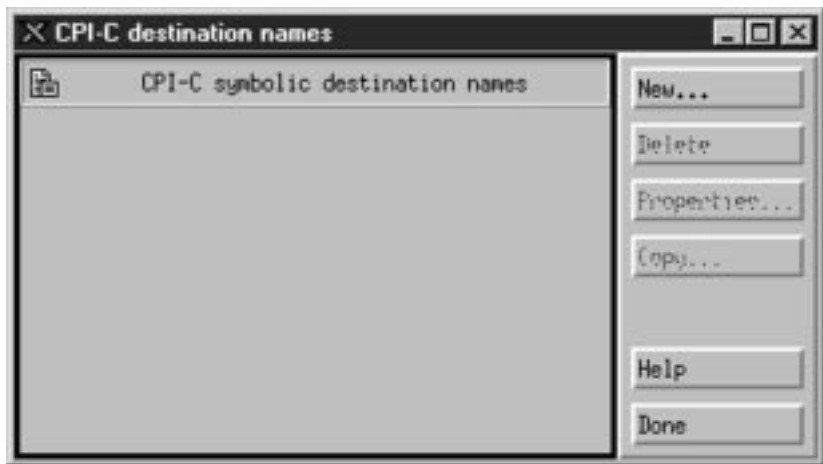 CPI-C destination names
CPI-C symbolic destination names
New...
Delete
Properties...
Copy...
Help
Done